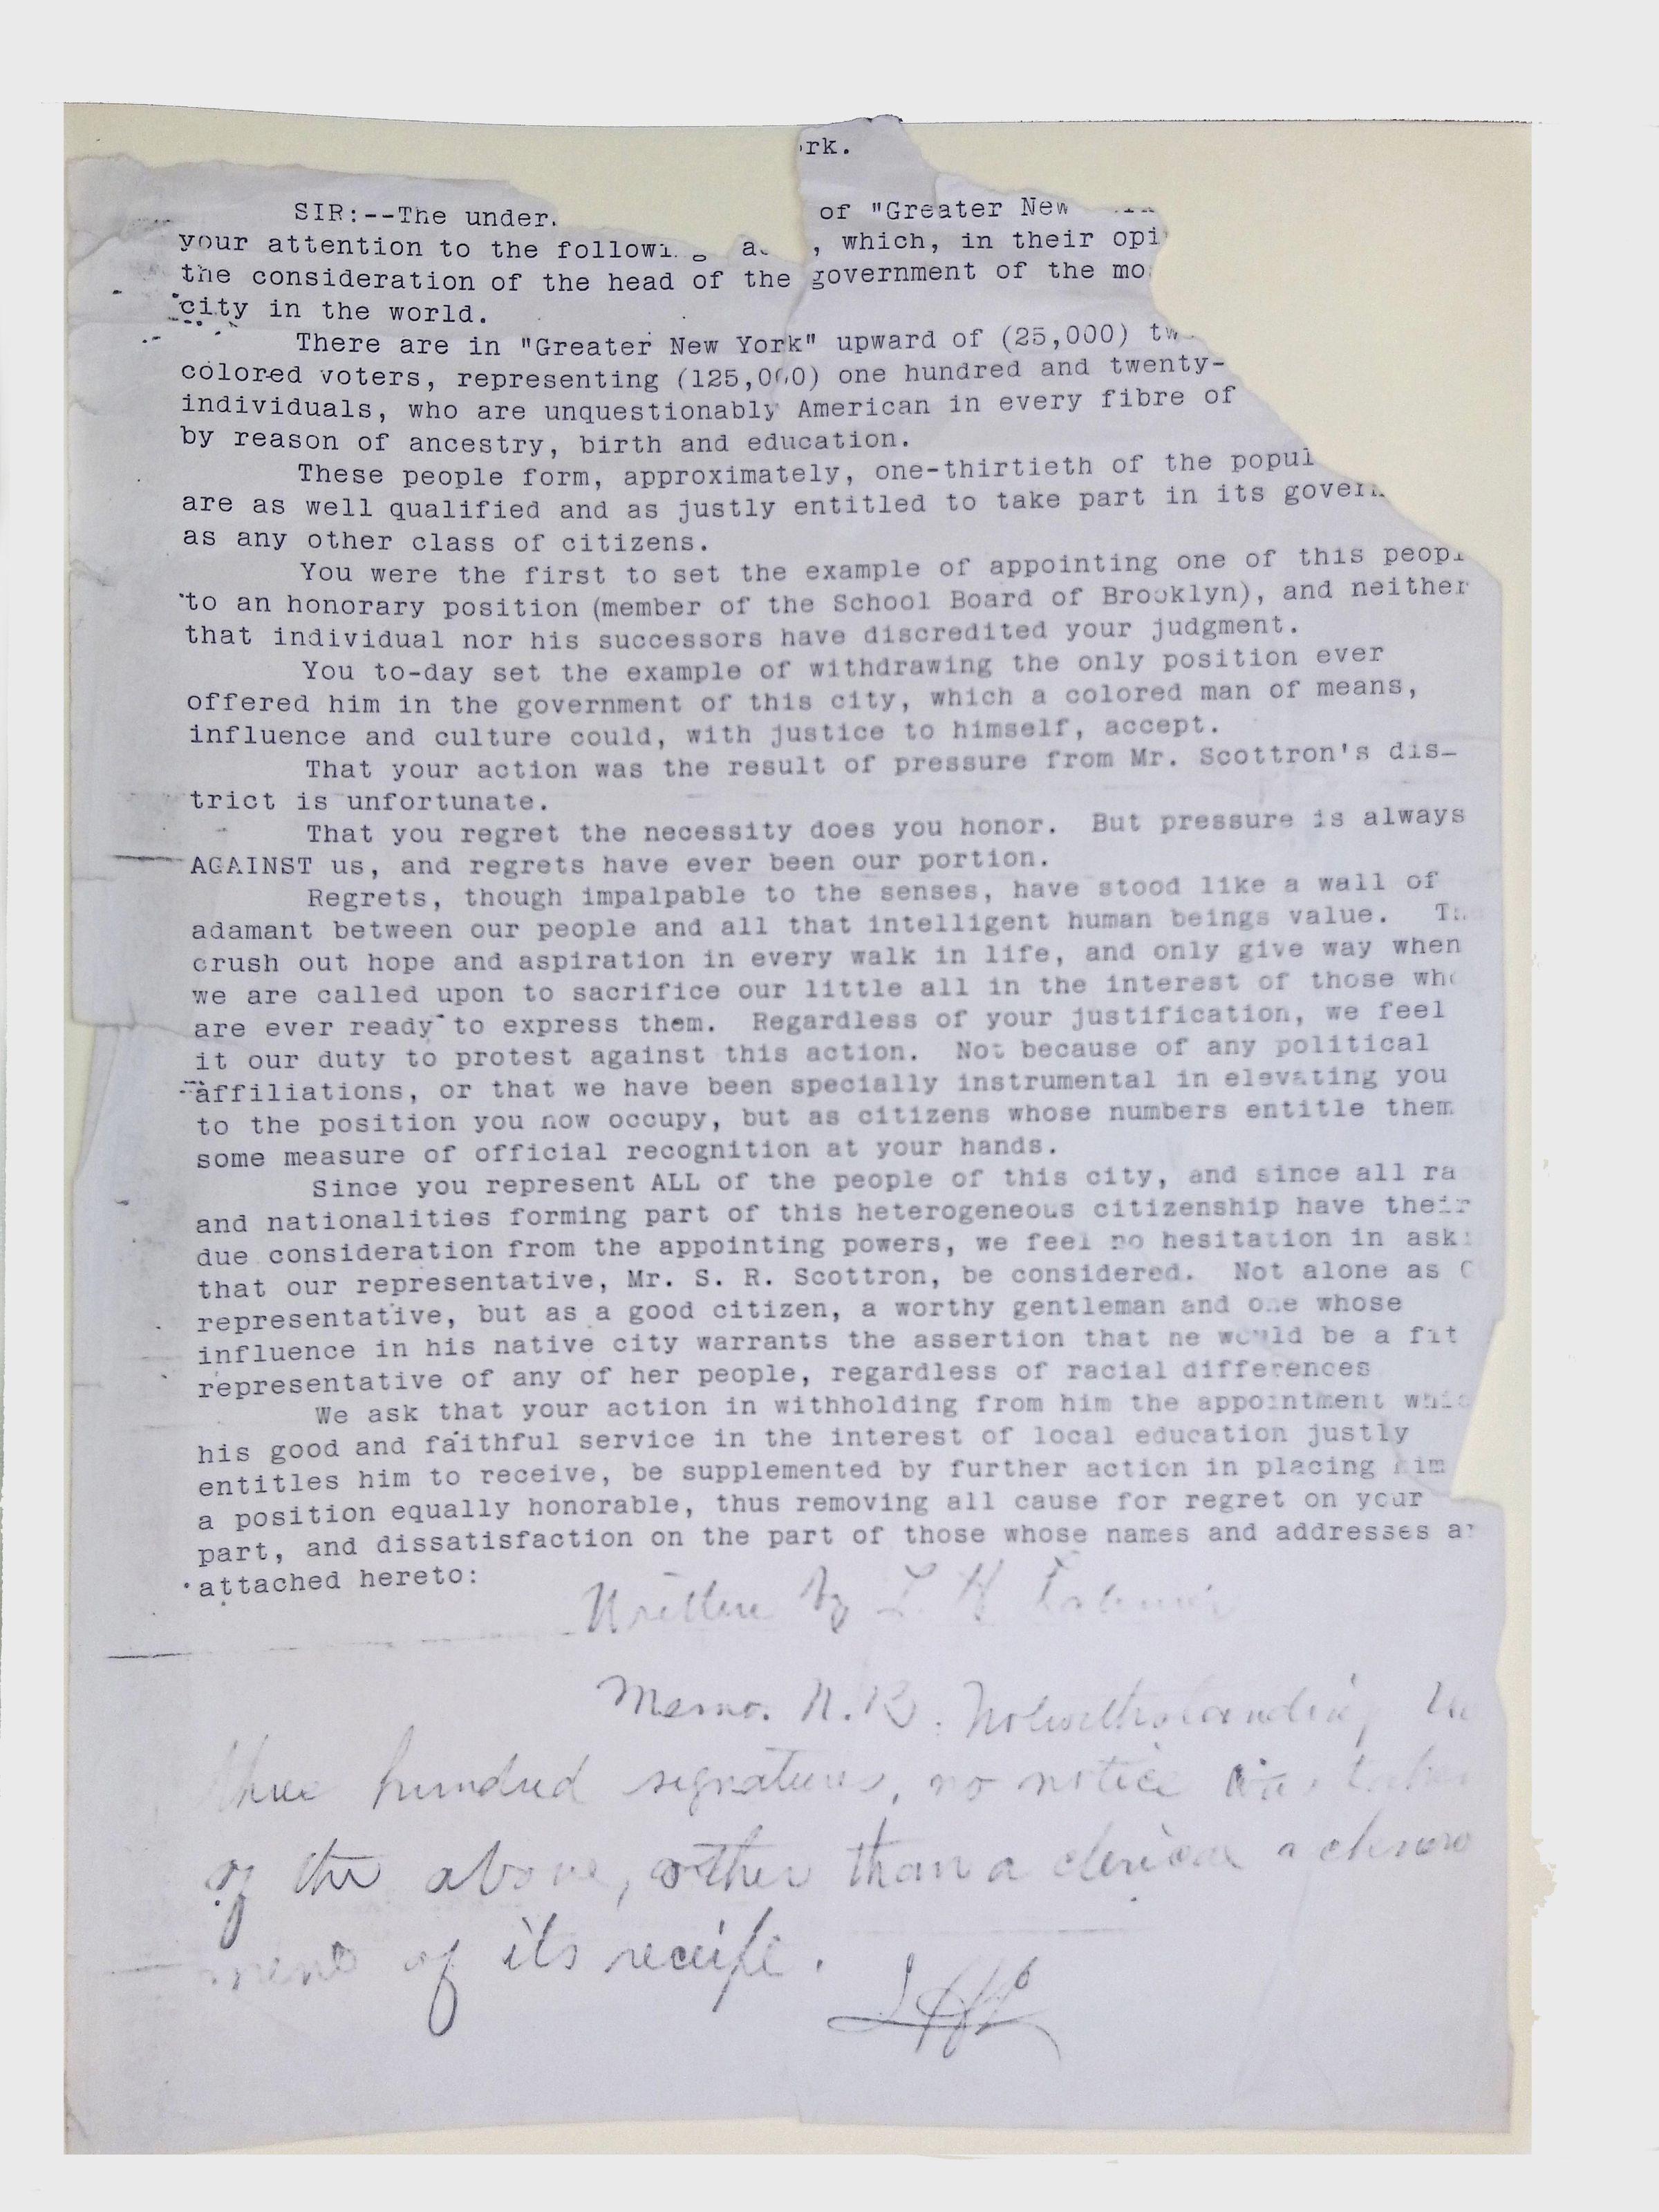 rk.
SIR:--The under. of "Greater New
your attention to the following a , which, in their opi
the consideration of the head of the government of the mo
city in the world.
There are in "Greater New York" upward of (25,000) tw
colored voters, representing (125,000) one hundred and twenty-
individuals, who are unquestionably American in every fibre of
by reason of ancestry, birth and education.
These people form, approximately, one-thirtieth of the popul
are as well qualified and as justly entitled to take part in its govern
as any other class of citizens.
You were the first to set the example of appointing one of this peopl
to an honorary position (member of the School Board of Brooklyn), and neither
that individual nor his successors have discredited your judgment.
You to-day set the example of withdrawing the only position ever
offered him in the government of this city, which a colored man of means,
influence and culture could, with justice to himself, accept.
That your action was the result of pressure from Mr. Scottron's dis-
trict is unfortunate.
That you regret the necessity does you honor. But pressure is always
AGAINST us, and regrets have ever been our portion.
Regrets, though impalpable to the senses, have stood like a wall of
adamant between our people and all that intelligent human beings value. Th
crush out hope and aspiration in every walk in life, and only give way when
we are called upon to sacrifice our little all in the interest of those who
are ever ready to express them. Regardless of your justification, we feel
it our duty to protest against this action. Not because of any political
affiliations, or that we have been specially instrumental in elevating you
to the position you now occupy, but as citizens whose numbers entitle them
some measure of official recognition at your hands.
Since you represent ALL of the people of this city, and since all ra
and nationalities forming part of this heterogeneous citizenship have their
due consideration from the appointing powers, we feel no hesitation in ask
that our representative, Mr. S. R. Scottron, be considered. Not alone as
representative, but as a good citizen, a worthy gentleman and one whose
influence in his native city warrants the assertion that he would be a fit
representative of any of her people, regardless of racial differences
We ask that your action in withholding from him the appointment whic
his good and faithful service in the interest of local education justly
entitles him to receive, be supplemented by further action in placing him
a position equally honorable, thus removing all cause for regret on your
part, and dissatisfaction on the part of those whose names and addresses ar
attached hereto:
Written by L H Latimer
Memo. N.B. Notwithstanding the
three hundred signatures, no notice was taken
of the above, other than a clerical acknow
ment of its receipt.
LHL